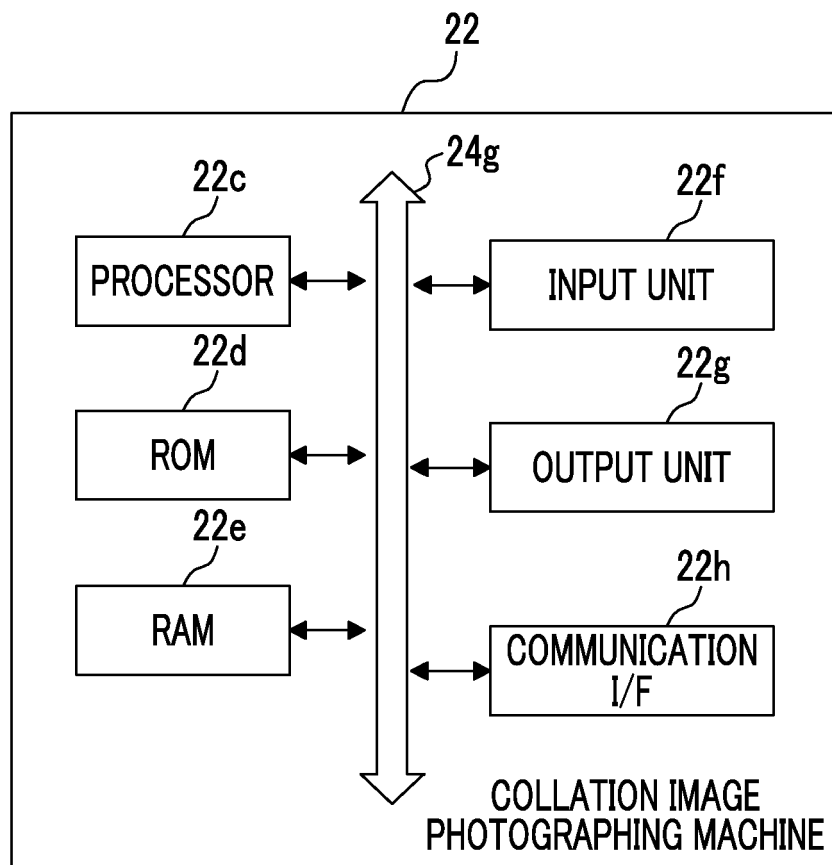 22
24g
22c
PROCESSOR
22f
INPUT UNIT
22d
ROM
22g
OUTPUT UNIT
22e
RAM
22h
COMMUNICATION
I/F
COLLATION IMAGE
PHOTOGRAPHING MACHINE